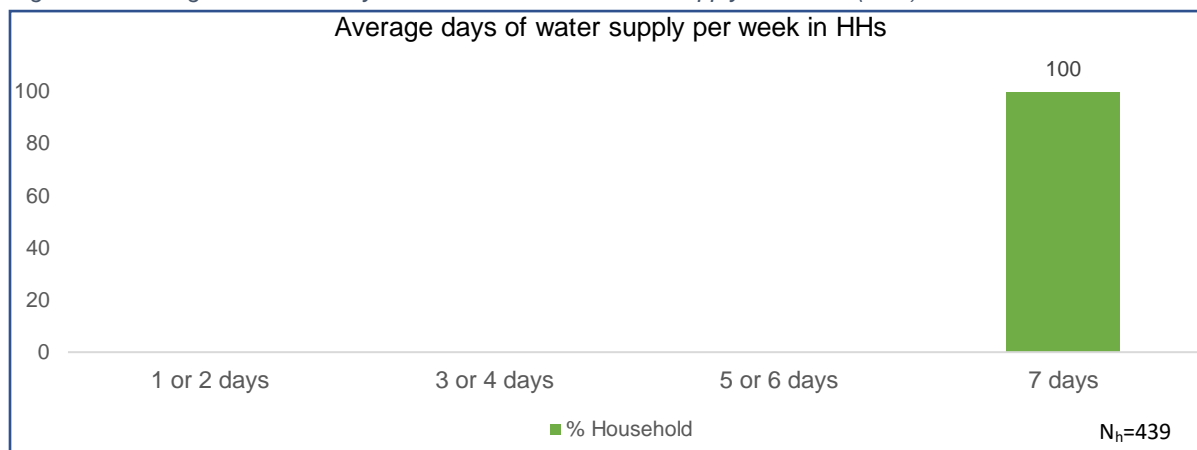 Average days of water supply per week in HHs
100
100
80
60
40
20
0
1 or 2 days
3 or 4 days
5 or 6 days
7 days
% Household
Nₕ=439